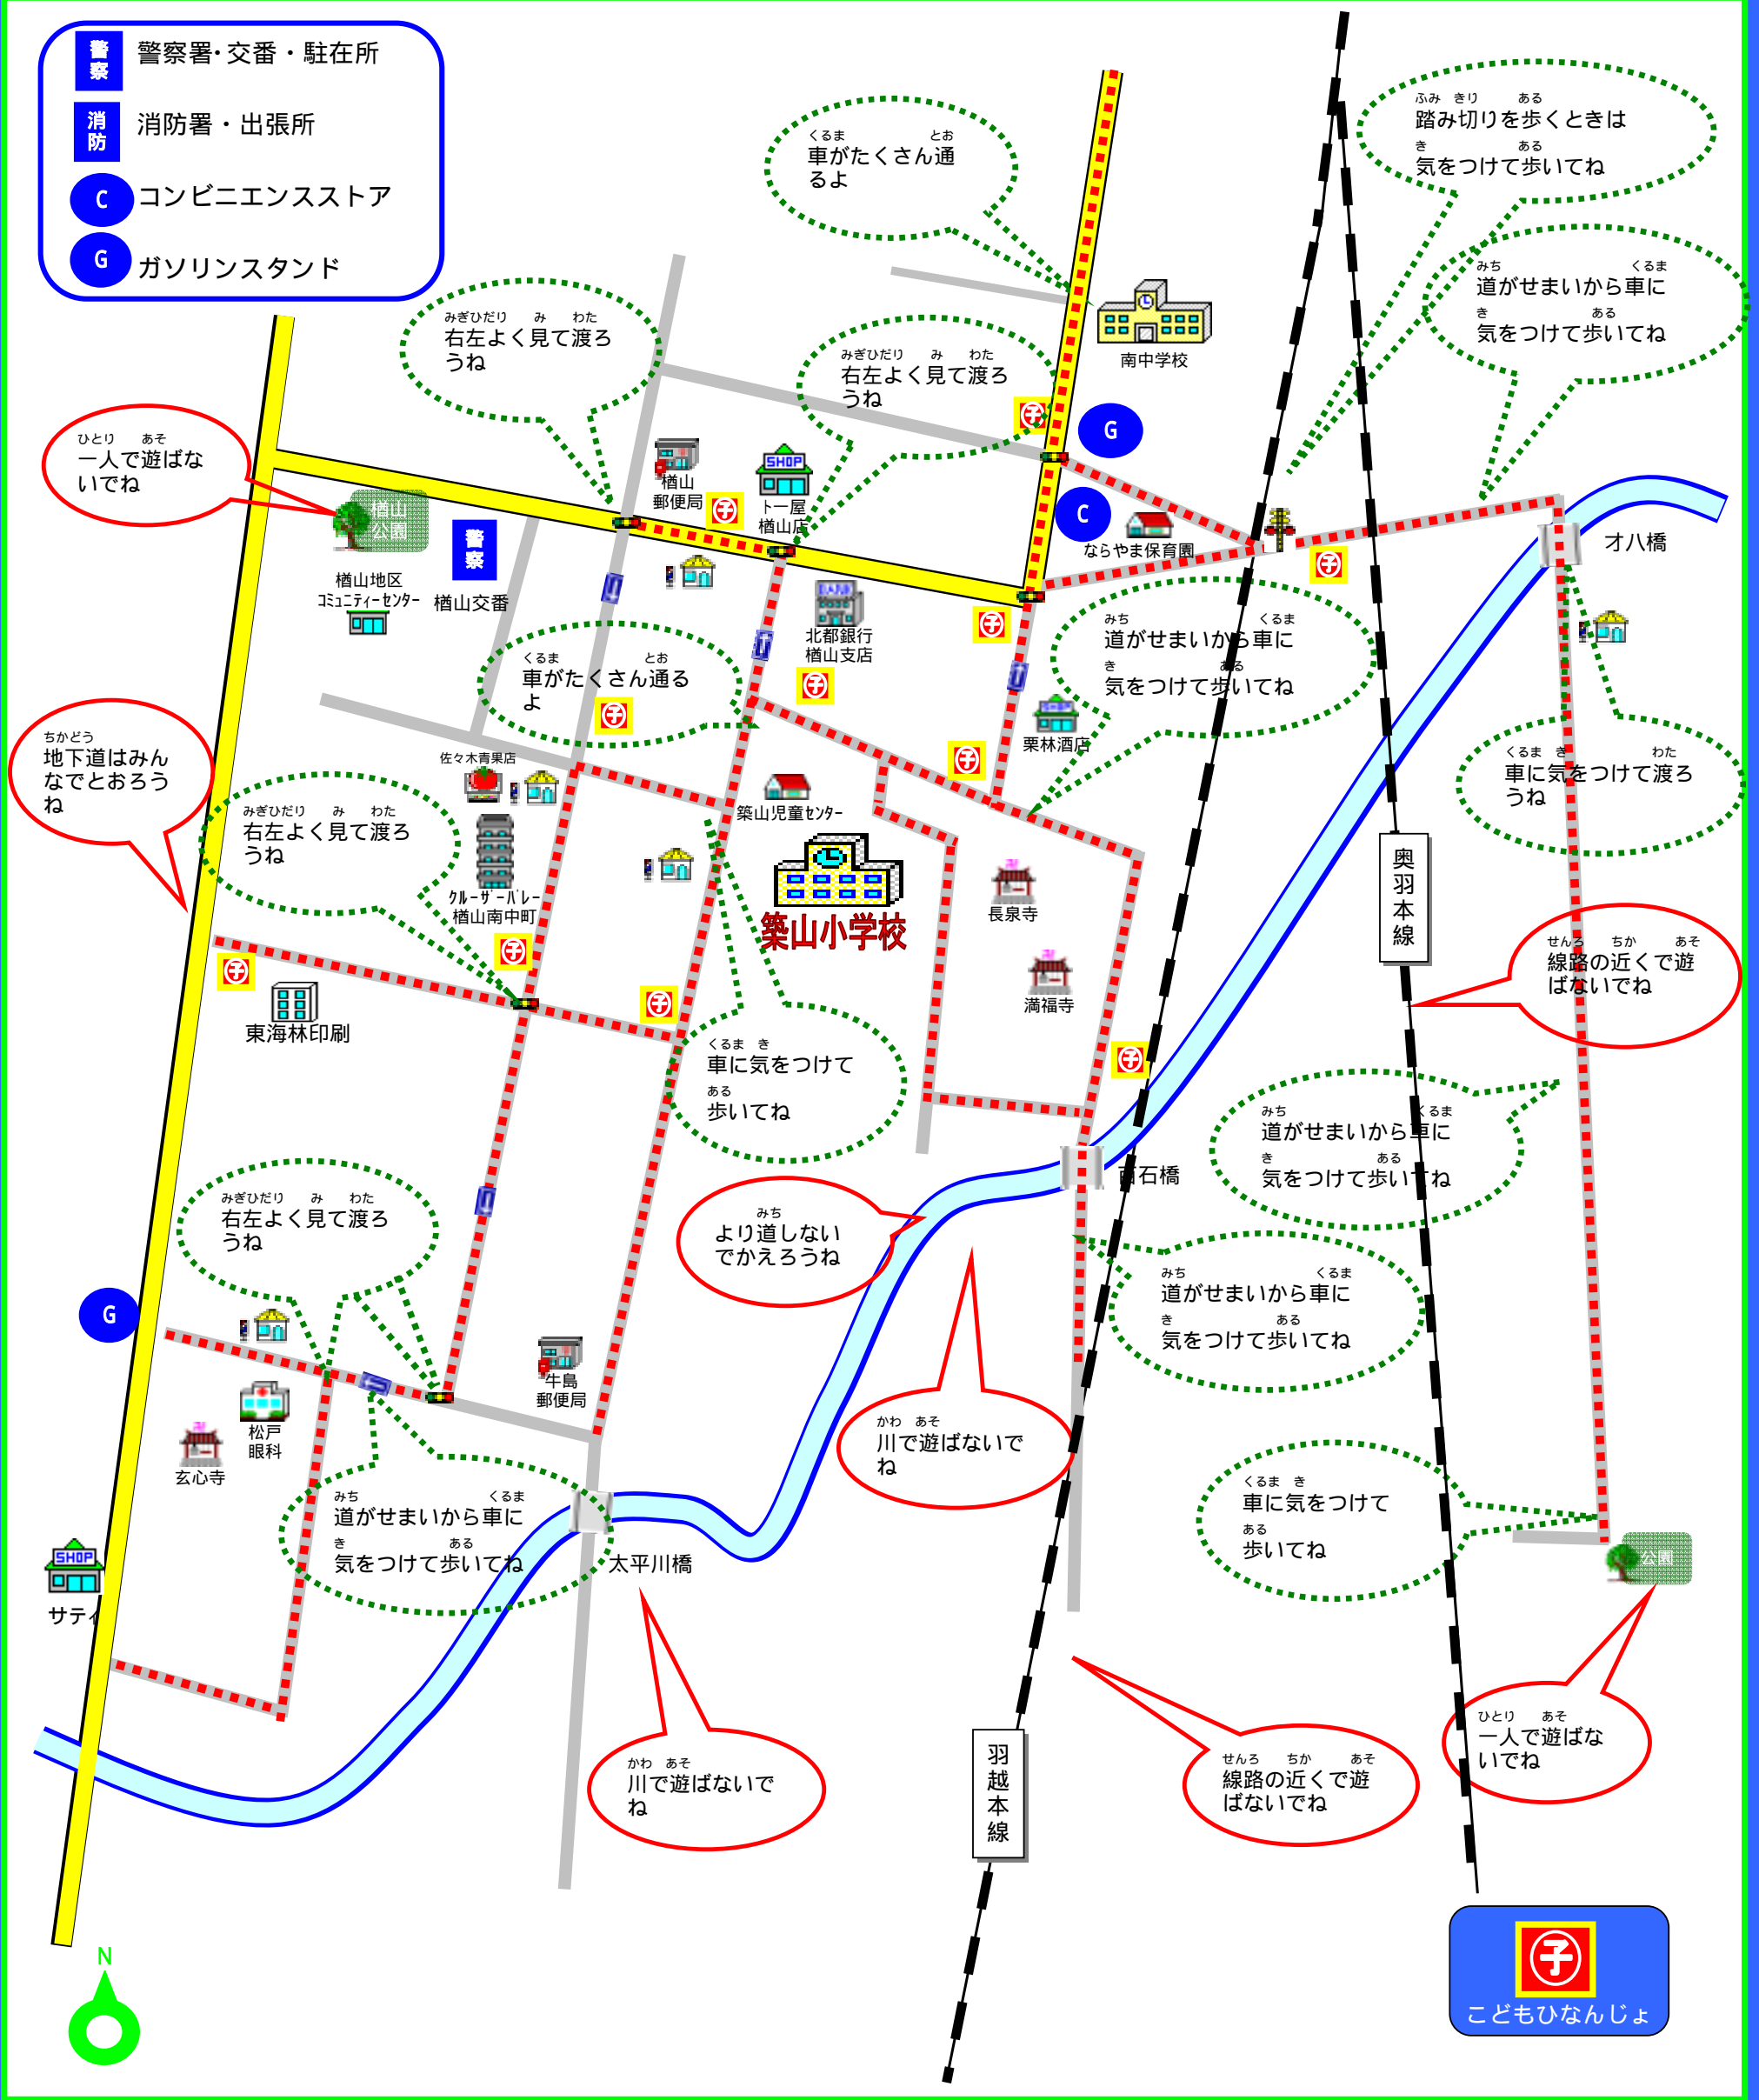 警察
警察署・交番・駐在所
消防
消防署・出張所
C
コンビニエンスストア
G
ガソリンスタンド
くるま とお
車がたくさん通
るよ
ふみ きり ある
踏み切りを歩くときは
き ある
気をつけて歩いてね
みち くるま
道がせまいから車に
き ある
気をつけて歩いてね
みぎひだり み わた
右左よく見て渡ろ
うね
みぎひだり み わた
右左よく見て渡ろ
うね
南中学校
G
ひとり あそ
一人で遊ばな
いでね
楢山
公園
警察
楢山交番
楢山
郵便局
SHOP
ト一屋
楢山店
C
ならやま保育園
才八橋
楢山地区
コミュニティーセンター
BANK
北都銀行
楢山支店
くるま とお
車がたくさん通る
よ
みち くるま
道がせまいから車に
き ある
気をつけて歩いてね
SHOP
栗林酒店
ちかどう
地下道はみん
なでとおろう
ね
佐々木青果店
みぎひだり み わた
右左よく見て渡ろ
うね
築山児童センター
くるま き わた
車に気をつけて渡ろ
うね
クルーザーバレー
楢山南中町
築山小学校
長泉寺
奥羽本線
満福寺
せんろ ちか あそ
線路の近くで遊
ばないでね
東海林印刷
くるま き
車に気をつけて
ある
歩いてね
みち くるま
道がせまいから車に
き ある
気をつけて歩いてね
百石橋
みぎひだり み わた
右左よく見て渡ろ
うね
みち
より道しない
でかえろうね
みち くるま
道がせまいから車に
き ある
気をつけて歩いてね
G
牛島
郵便局
松戸
眼科
玄心寺
かわ あそ
川で遊ばないで
ね
みち くるま
道がせまいから車に
き ある
気をつけて歩いてね
くるま き
車に気をつけて
ある
歩いてね
SHOP
サティ
太平川橋
公園
かわ あそ
川で遊ばないで
ね
羽越本線
せんろ ちか あそ
線路の近くで遊
ばないでね
ひとり あそ
一人で遊ばな
いでね
N
子
こどもひなんじょ